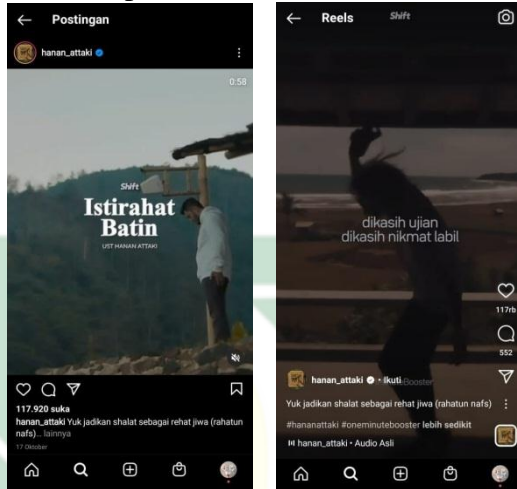 Postingan
hanan_attaki
0:58
Shift
Istirahat
Batin
UST HANAN ATTAKI
117.920 suka
hanan_attaki Yuk jadikan shalat sebagai rehat jiwa (rahatun
nafs)... lainnya
17 Oktober
Reels
Shift
dikasih ujian
dikasih nikmat labil
117rb
552
hanan_attaki • Ikuti
Yuk jadikan shalat sebagai rehat jiwa (rahatun nafs)
#hananattaki #oneminutebooster lebih sedikit
hanan_attaki • Audio Asli